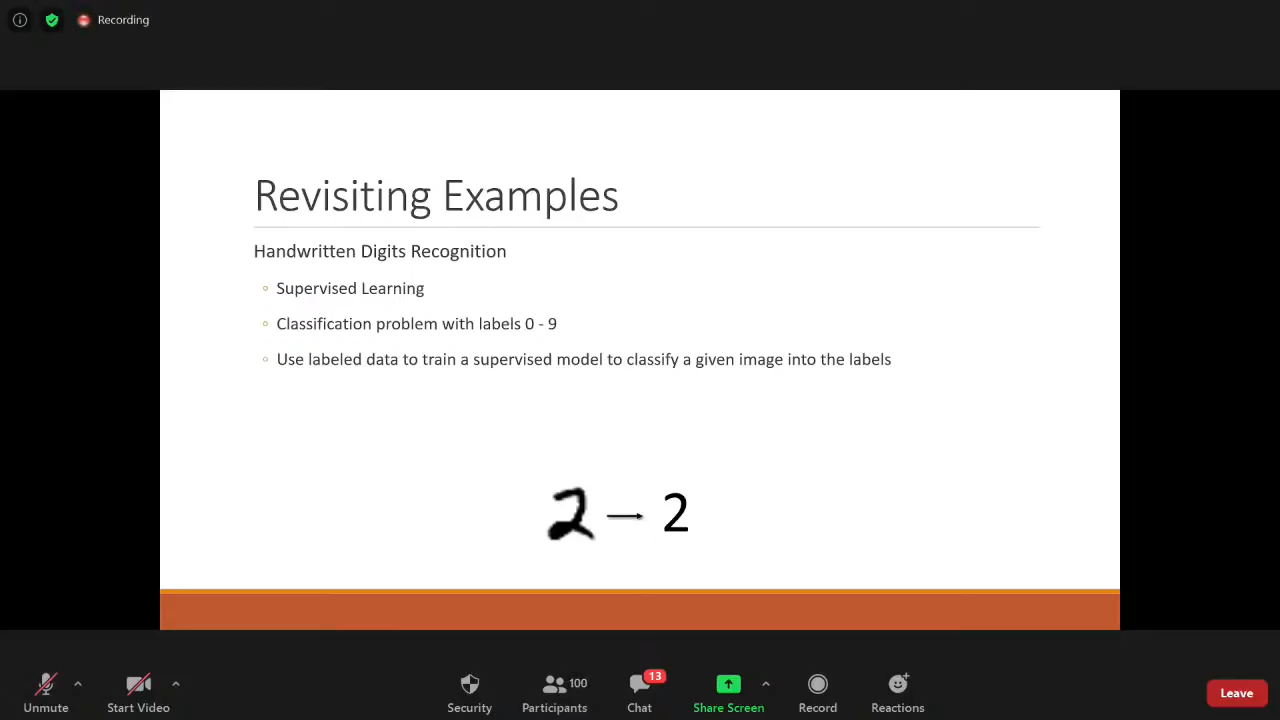 Recording
Revisiting Examples
Handwritten Digits Recognition
Supervised Learning
Classification problem with labels 0 - 9
Use labeled data to train a supervised model to classify a given image into the labels
2 → 2
Unmute
Start Video
Security
Participants 100
Chat 13
Share Screen
Record
Reactions
Leave